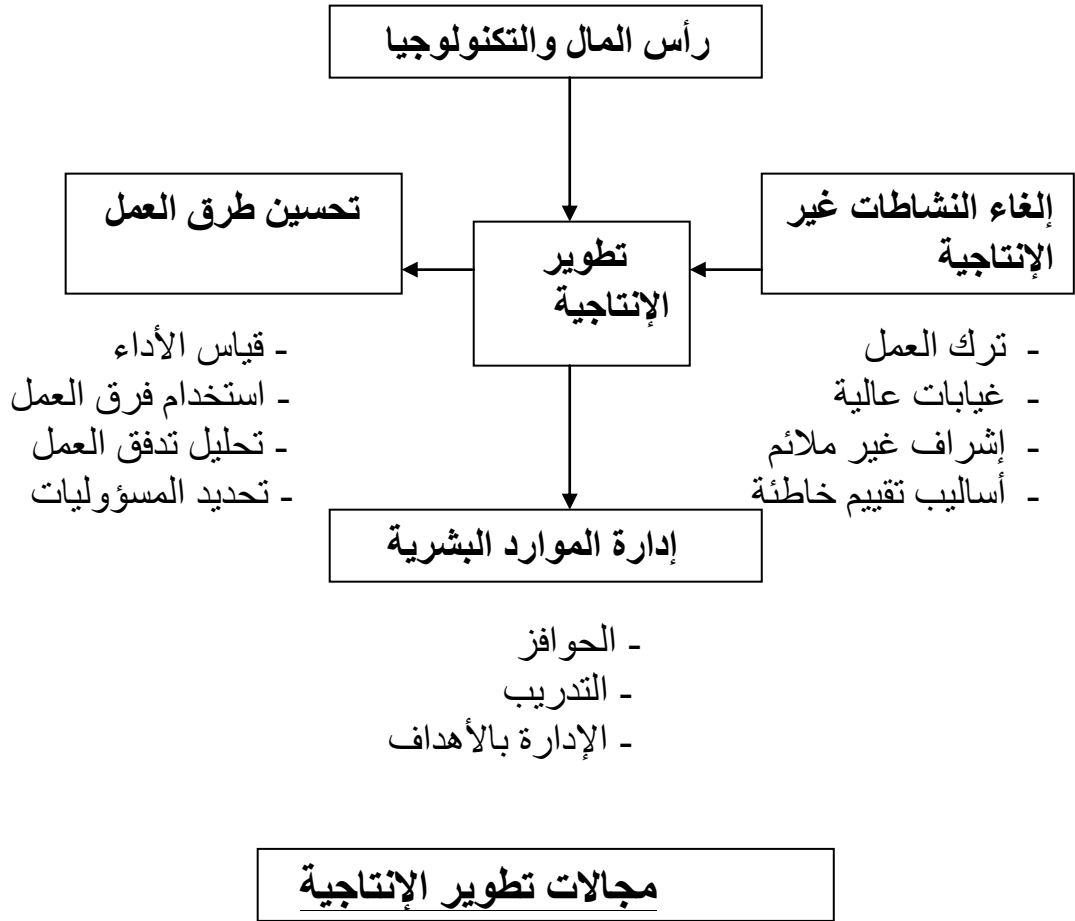 رأس المال والتكنولوجيا
إلغاء النشاطات غير
الإنتاجية
تطوير
الإنتاجية
تحسين طرق العمل
- ترك العمل
- غيابات عالية
- إشراف غير ملائم
- أساليب تقييم خاطئة
- قياس الأداء
- استخدام فرق العمل
- تحليل تدفق العمل
- تحديد المسؤوليات
إدارة الموارد البشرية
- الحوافز
- التدريب
- الإدارة بالأهداف
مجالات تطوير الإنتاجية